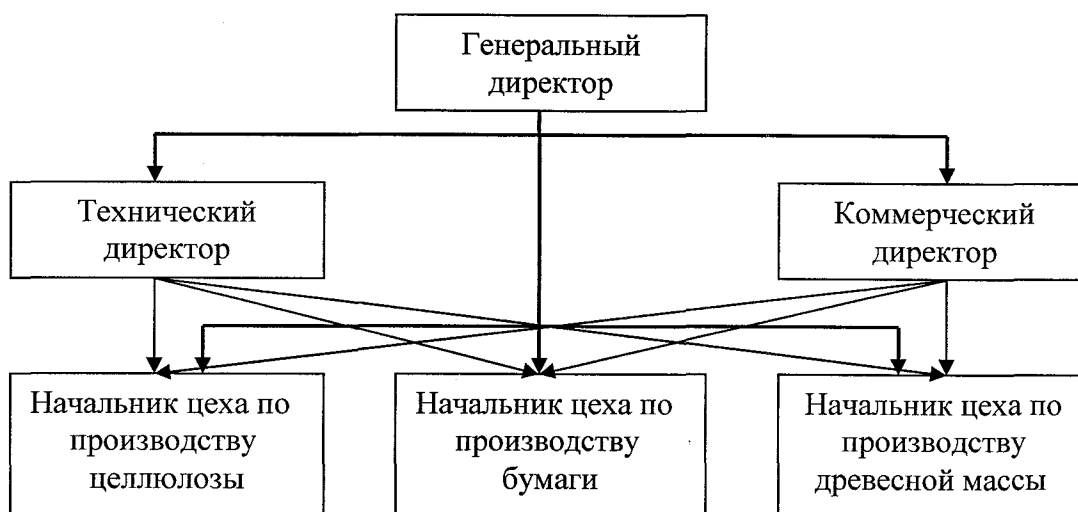 Генеральный
директор
Технический
директор
Коммерческий
директор
Начальник цеха по
производству
целлюлозы
Начальник цеха по
производству
бумаги
Начальник цеха по
производству
древесной массы